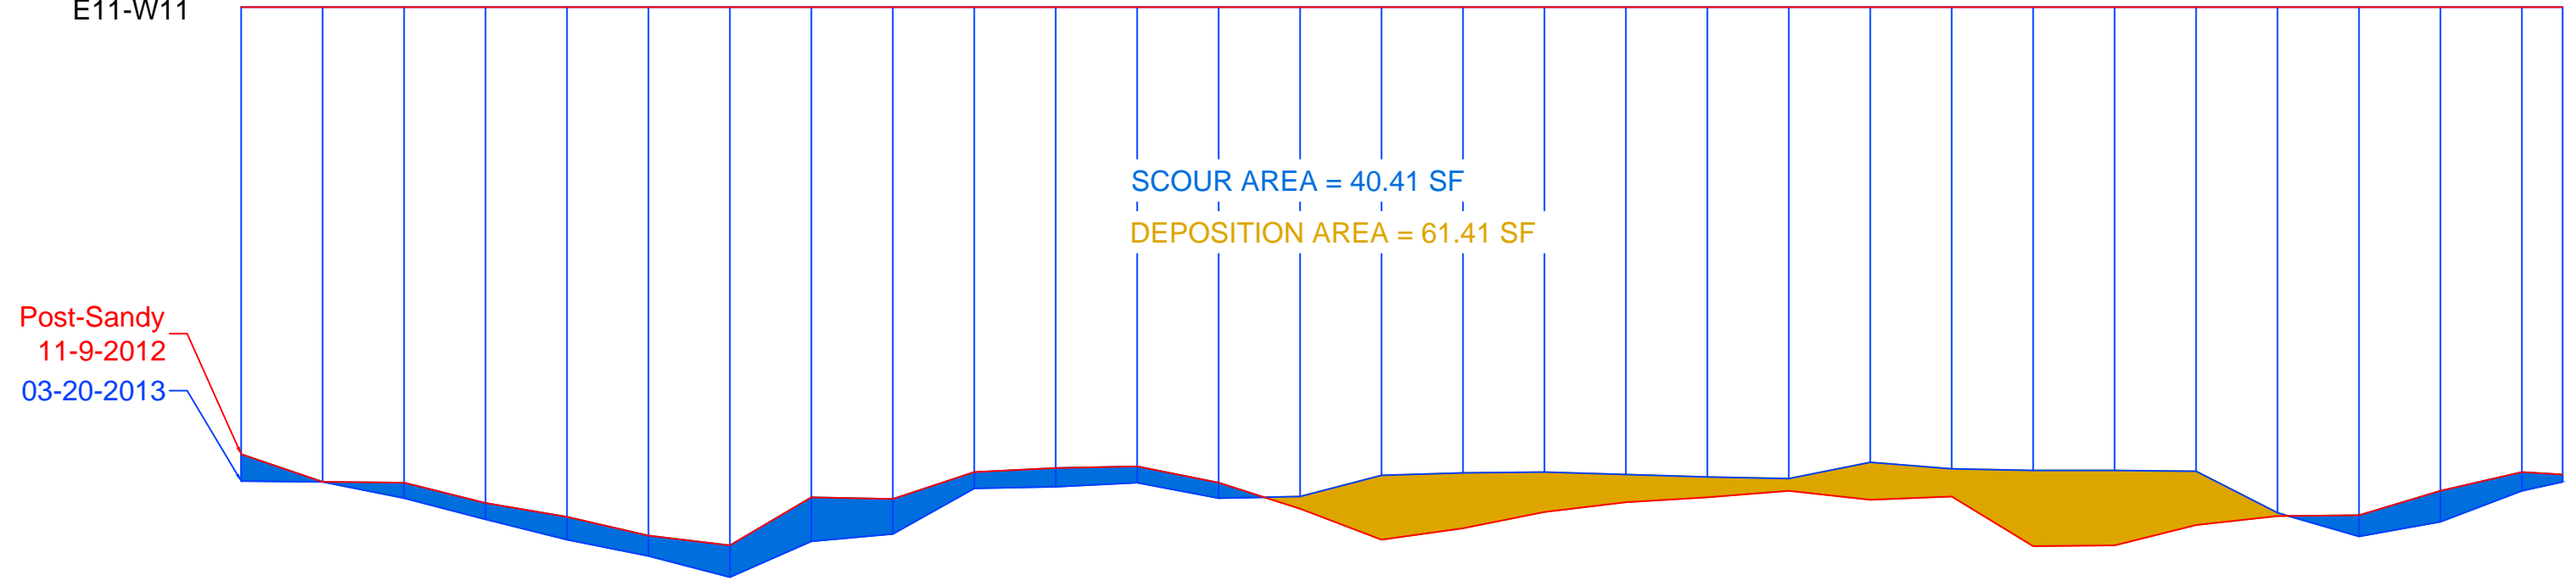 E11-W11
SCOUR AREA = 40.41 SF
DEPOSITION AREA = 61.41 SF
Post-Sandy
11-9-2012
03-20-2013